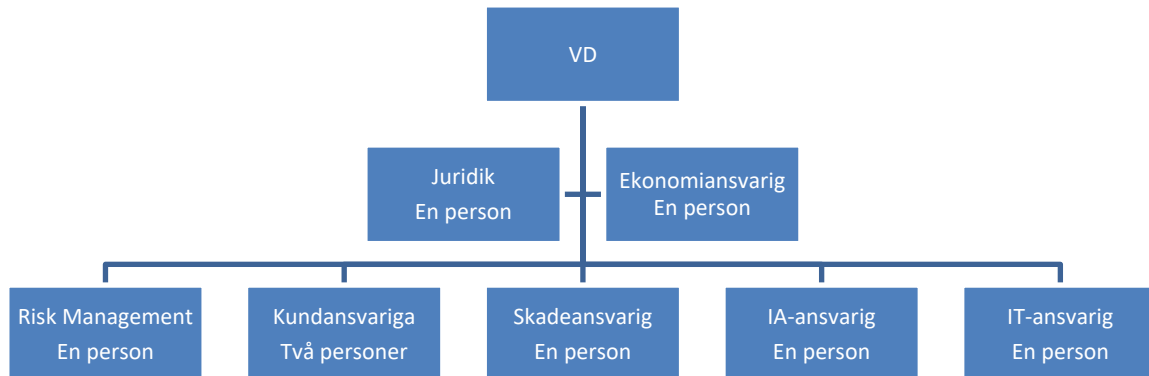 VD
Juridik
En person
Ekonomiansvarig
En person
Risk Management
En person
Kundansvariga
Två personer
Skadeansvarig
En person
IA-ansvarig
En person
IT-ansvarig
En person